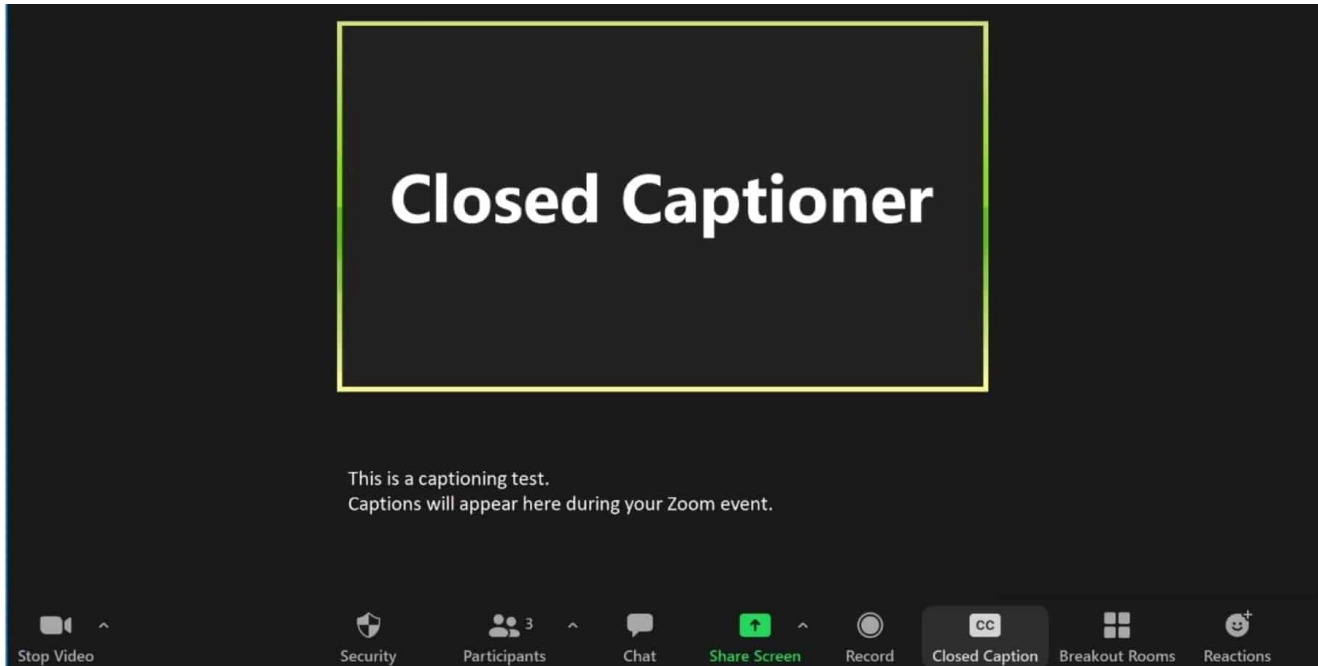 Closed Captioner
This is a captioning test.
Captions will appear here during your Zoom event.
3
CC
Stop Video
Security
Participants
Chat
Share Screen
Record
Closed Caption
Breakout Rooms
Reactions